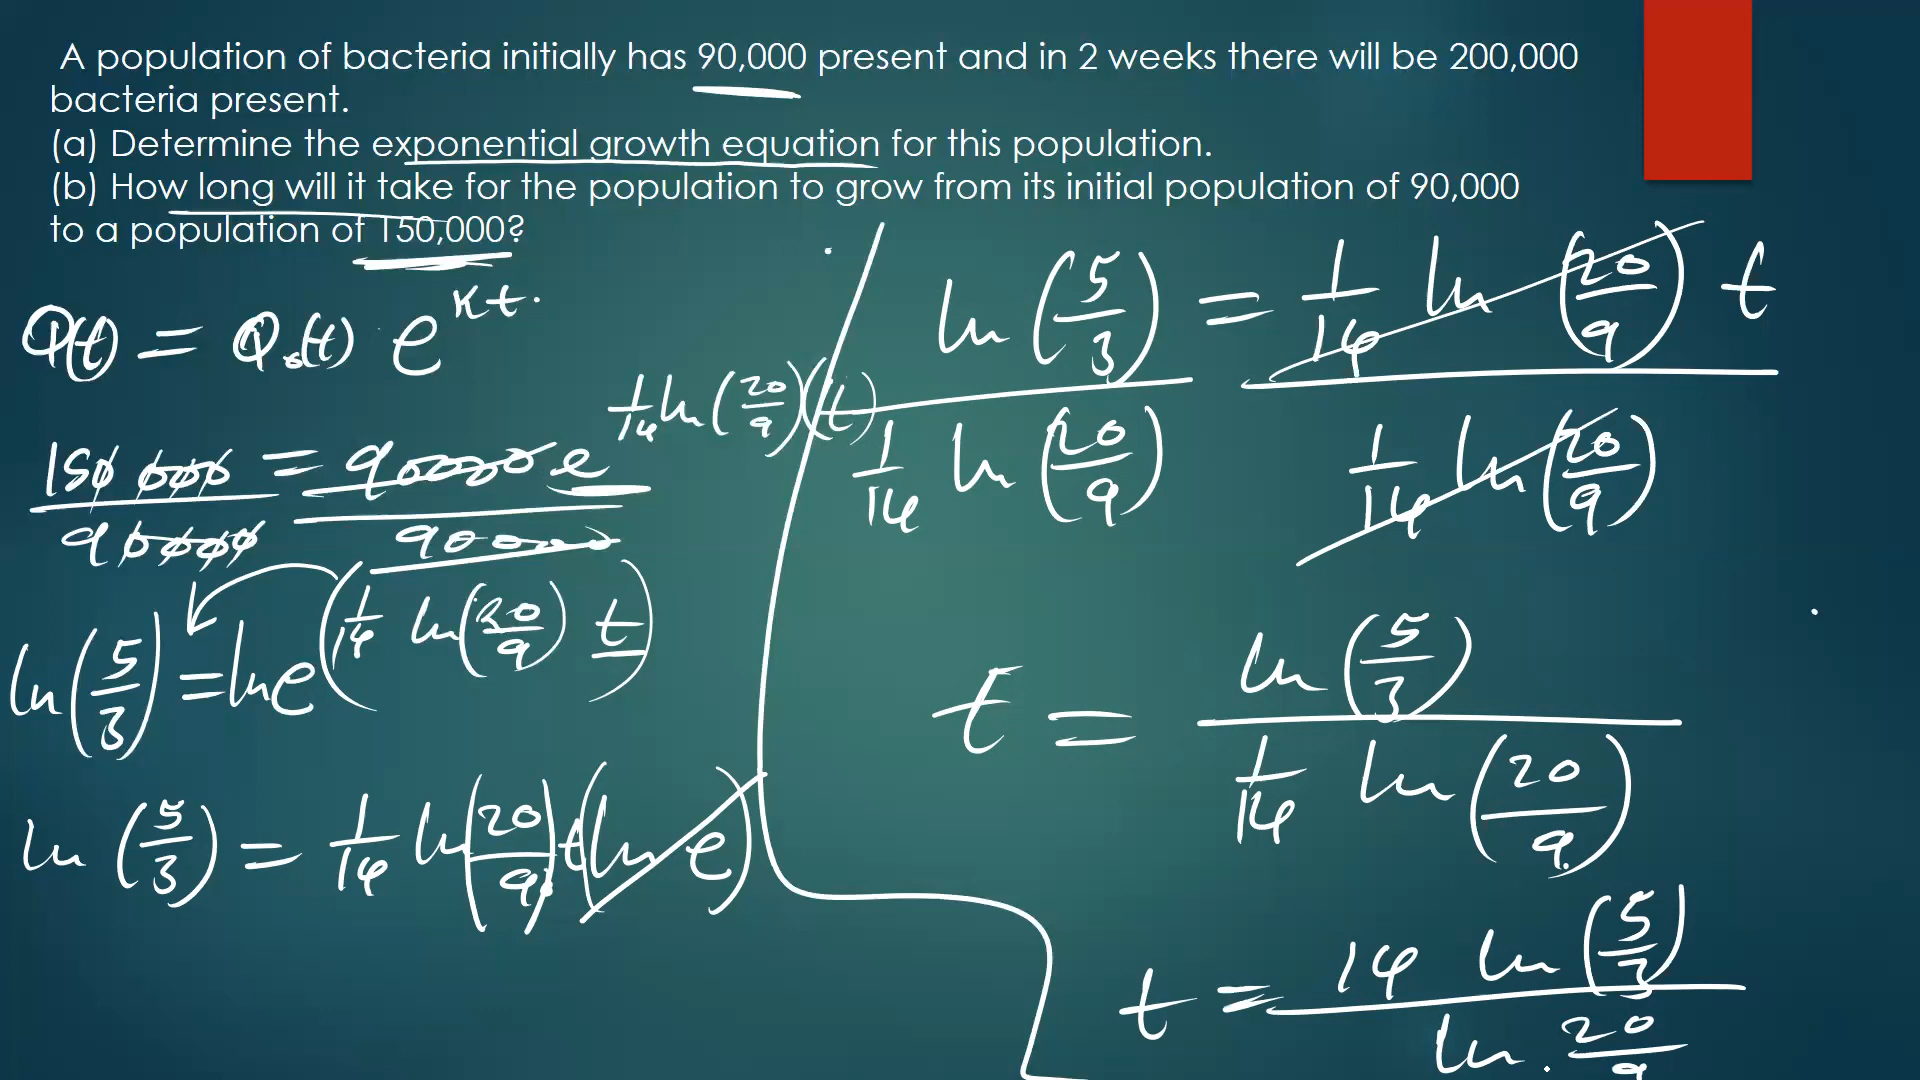 A population of bacteria initially has 90,000 present and in 2 weeks there will be 200,000
bacteria present.
(a) Determine the exponential growth equation for this population.
(b) How long will it take for the population to grow from its initial population of 90,000
to a population of 150,000?
Q(t) = Q₀(t) e^{kt}.
150 000 / 90000 = 90000 e^{1/14 ln(20/9)(t)} / 90000
ln(5/3) = ln e^{(1/14 ln(20/9) t)}
ln(5/3) = 1/14 ln(20/9) t (ln e)
ln(5/3) / (1/14 ln(20/9)) = 1/14 ln(20/9) t / (1/14 ln(20/9))
t = ln(5/3) / (1/14 ln(20/9))
t = 14 ln(5/3) / ln 20/9